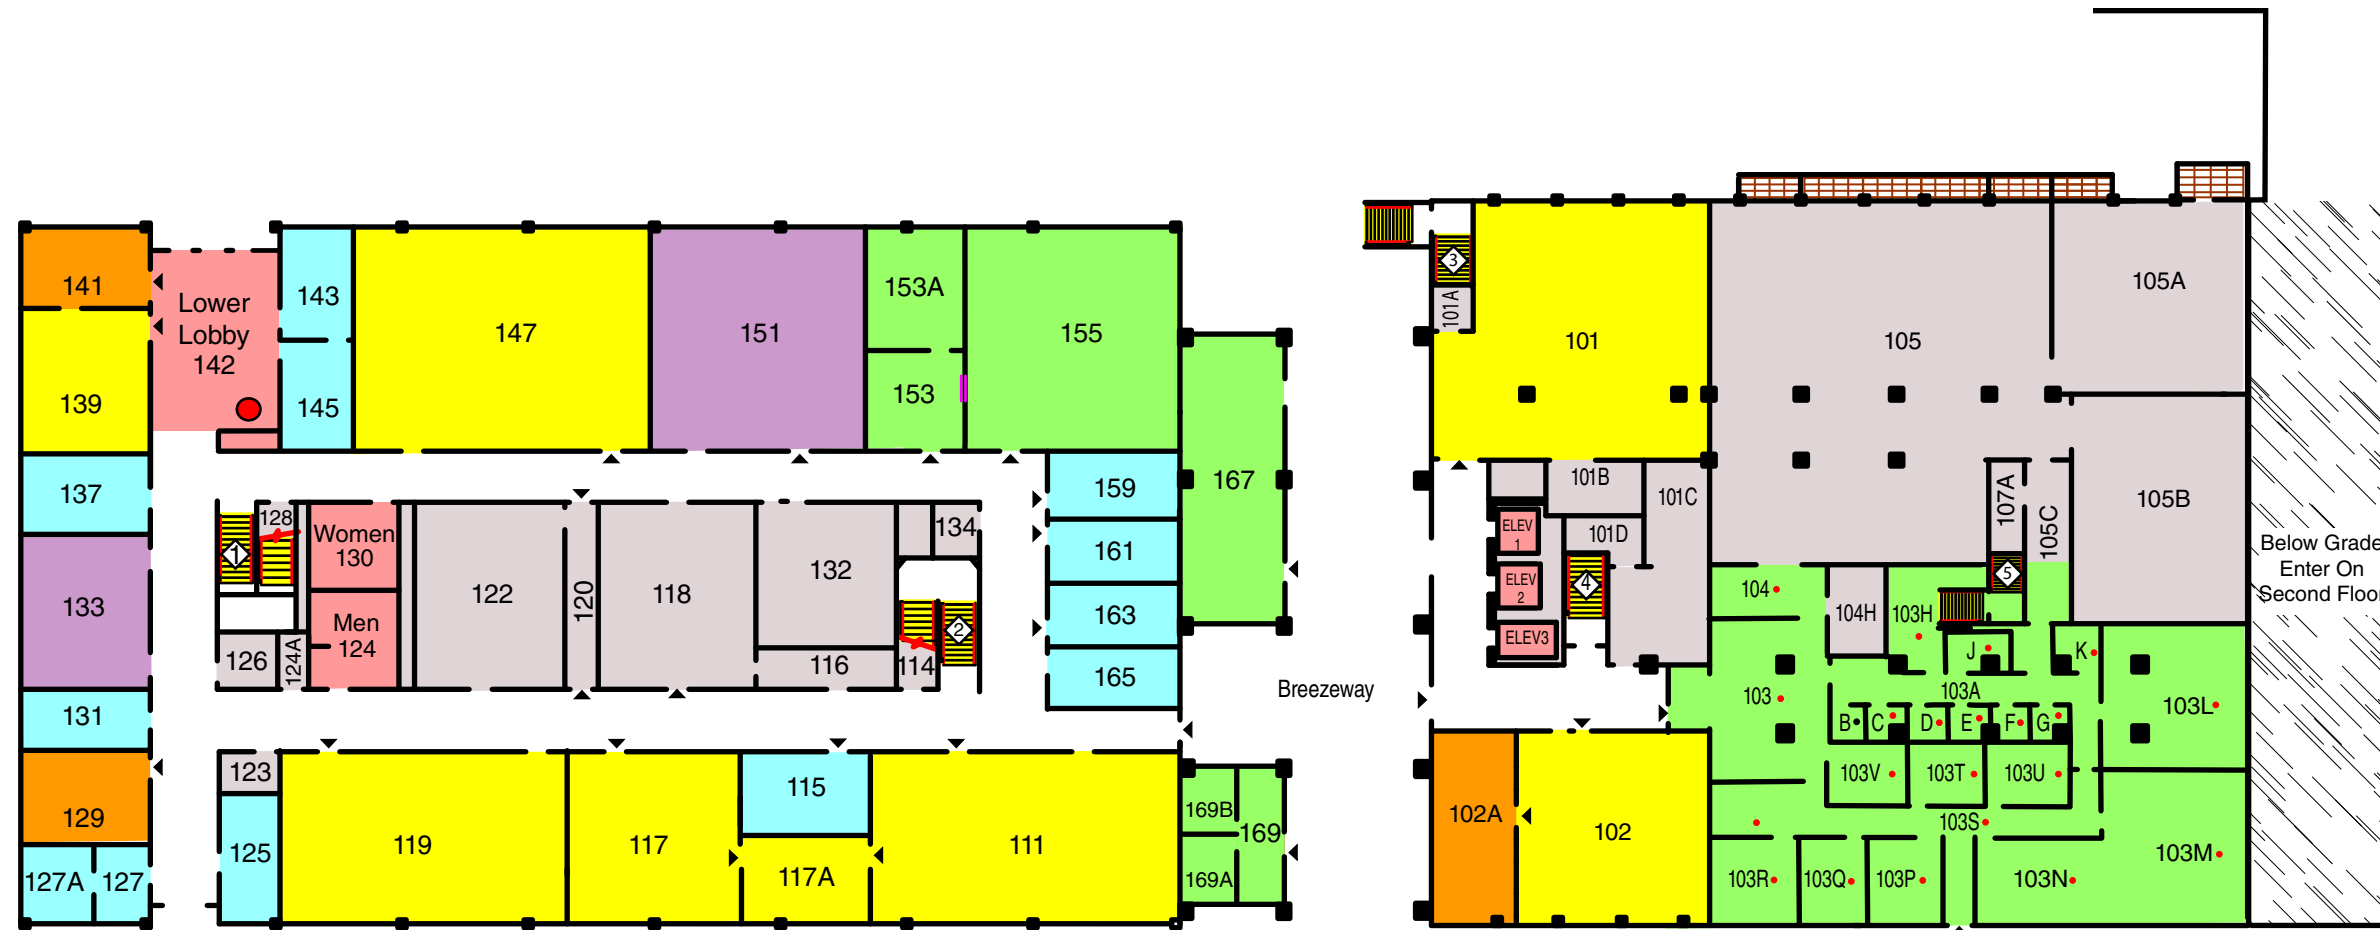 141
Lower
Lobby
142
143
147
151
153A
155
139
145
153
167
137
159
133
128
Women
130
134
161
1
122
120
118
132
163
Men
124
2
126
124A
116
114
165
131
123
115
129
125
119
117
117A
111
169B
169
169A
127A
127
Breezeway
3
101A
101
105
105A
101B
101C
107A
105B
ELEV
1
101D
105C
Below Grade
Enter On
Second Floor
ELEV
2
4
5
104
104H
103H
ELEV3
J
K
103
103A
103L
B
C
D
E
F
G
103V
103T
103U
102A
102
103S
103M
103R
103Q
103P
103N